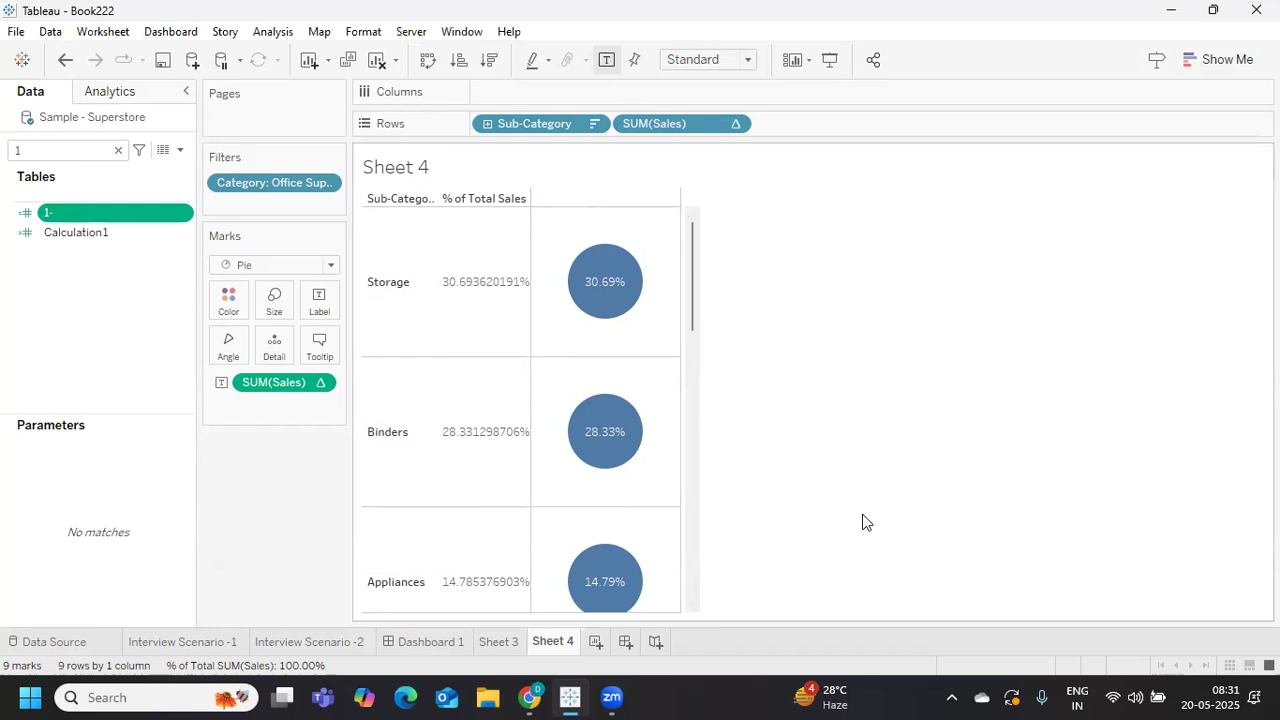 Tableau - Book222
File Data Worksheet Dashboard Story Analysis Map Format Server Window Help
Standard
Show Me
Data Analytics
Sample - Superstore
1
Tables
1-
Calculation1
Parameters
No matches
Pages
Filters
Category: Office Sup..
Marks
Pie
Color Size Label
Angle Detail Tooltip
SUM(Sales)
Columns
Rows Sub-Category SUM(Sales)
Sheet 4
Sub-Catego.. % of Total Sales
Storage 30.693620191% 30.69%
Binders 28.331298706% 28.33%
Appliances 14.785376903% 14.79%
Data Source Interview Scenario -1 Interview Scenario -2 Dashboard 1 Sheet 3 Sheet 4
9 marks 9 rows by 1 column % of Total SUM(Sales): 100.00%
Search
zm
4
28°C
Haze
ENG
IN
08:31
20-05-2025